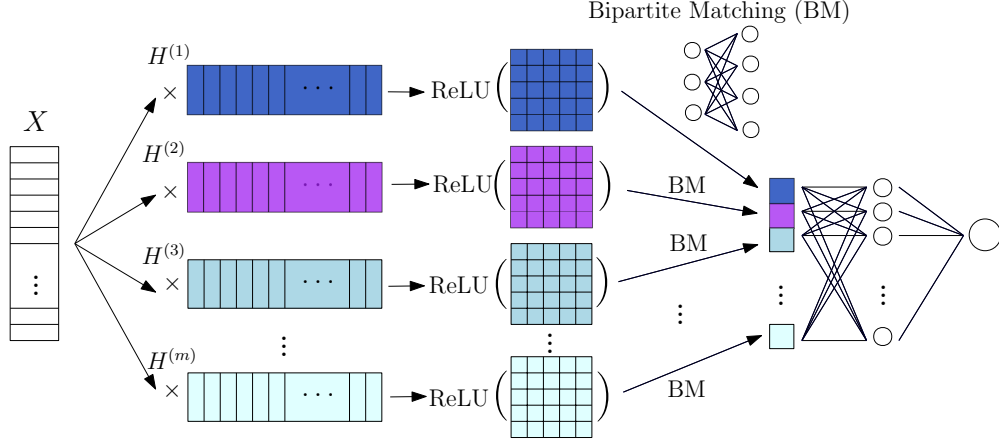 Bipartite Matching (BM)
X
H^{(1)}
×
···
ReLU( )
H^{(2)}
×
···
ReLU( )
BM
H^{(3)}
×
···
ReLU( )
BM
H^{(m)}
×
···
ReLU( )
BM